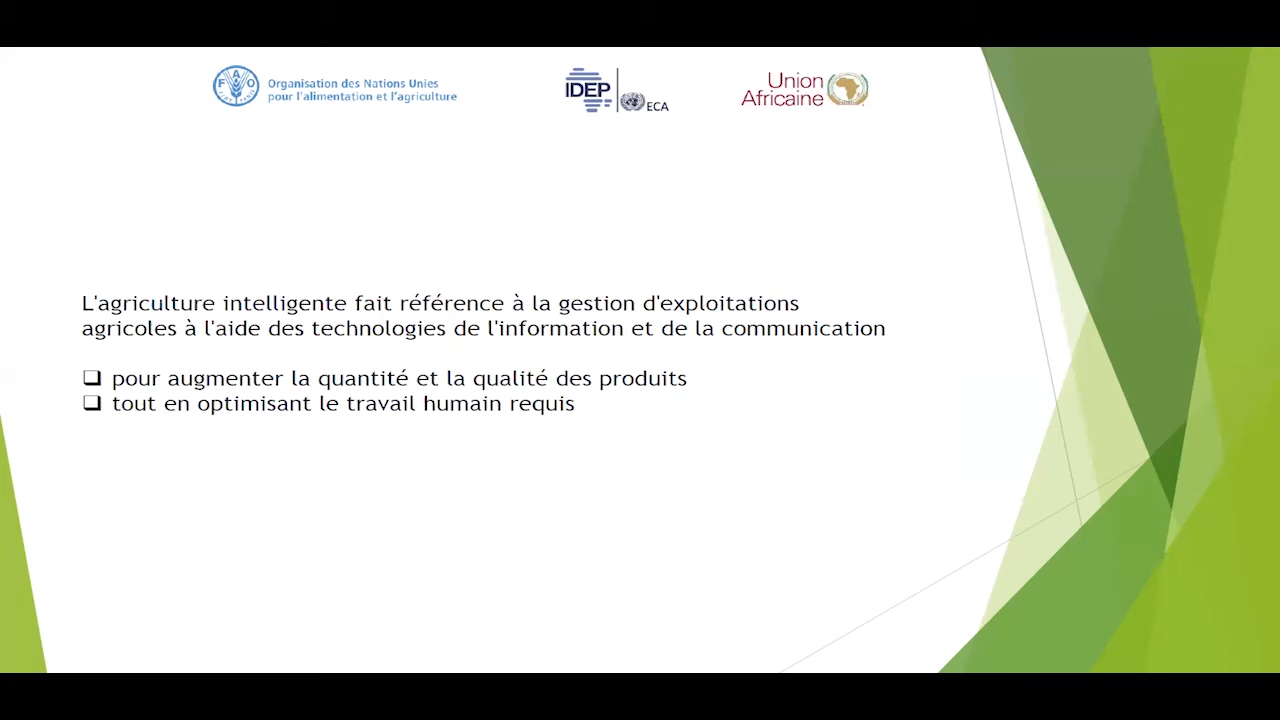 FAO
Organisation des Nations Unies
pour l'alimentation et l'agriculture
IDEP
ECA
Union
Africaine
L'agriculture intelligente fait référence à la gestion d'exploitations
agricoles à l'aide des technologies de l'information et de la communication
pour augmenter la quantité et la qualité des produits
tout en optimisant le travail humain requis